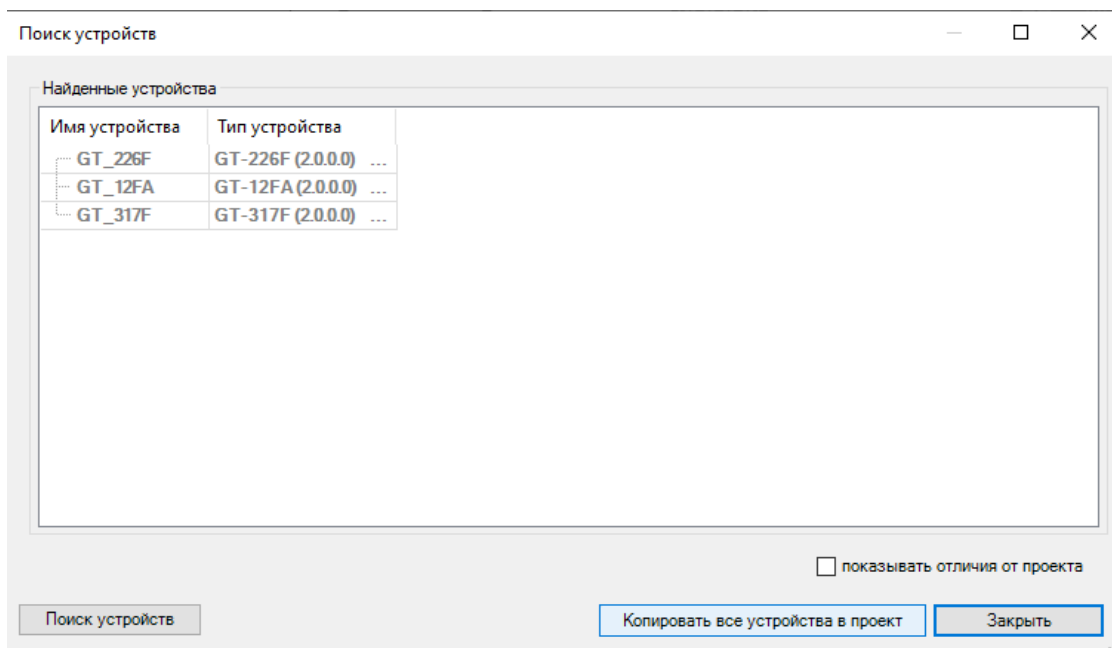 Поиск устройств
Найденные устройства
Имя устройства Тип устройства
GT_226F GT-226F (2.0.0.0) ...
GT_12FA GT-12FA (2.0.0.0) ...
GT_317F GT-317F (2.0.0.0) ...
показывать отличия от проекта
Поиск устройств Копировать все устройства в проект Закрыть